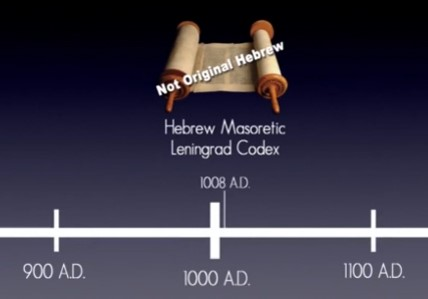 Not Original Hebrew
Hebrew Masoretic
Leningrad Codex
1008 A.D.
900 A.D.
1000 A.D.
1100 A.D.